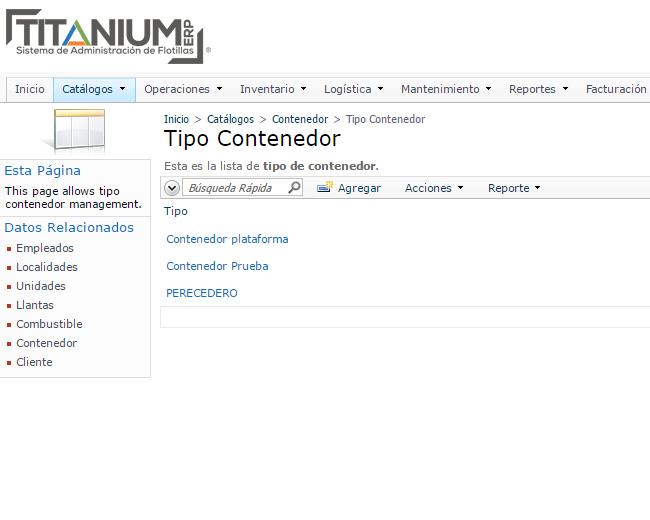 TITANIUM ERP
Sistema de Administración de Flotillas ®
Inicio Catálogos Operaciones Inventario Logística Mantenimiento Reportes Facturación
Inicio > Catálogos > Contenedor > Tipo Contenedor
Tipo Contenedor
Esta es la lista de tipo de contenedor.
Búsqueda Rápida Agregar Acciones Reporte
Tipo
Contenedor plataforma
Contenedor Prueba
PERECEDERO
Esta Página
This page allows tipo
contenedor management.
Datos Relacionados
Empleados
Localidades
Unidades
Llantas
Combustible
Contenedor
Cliente